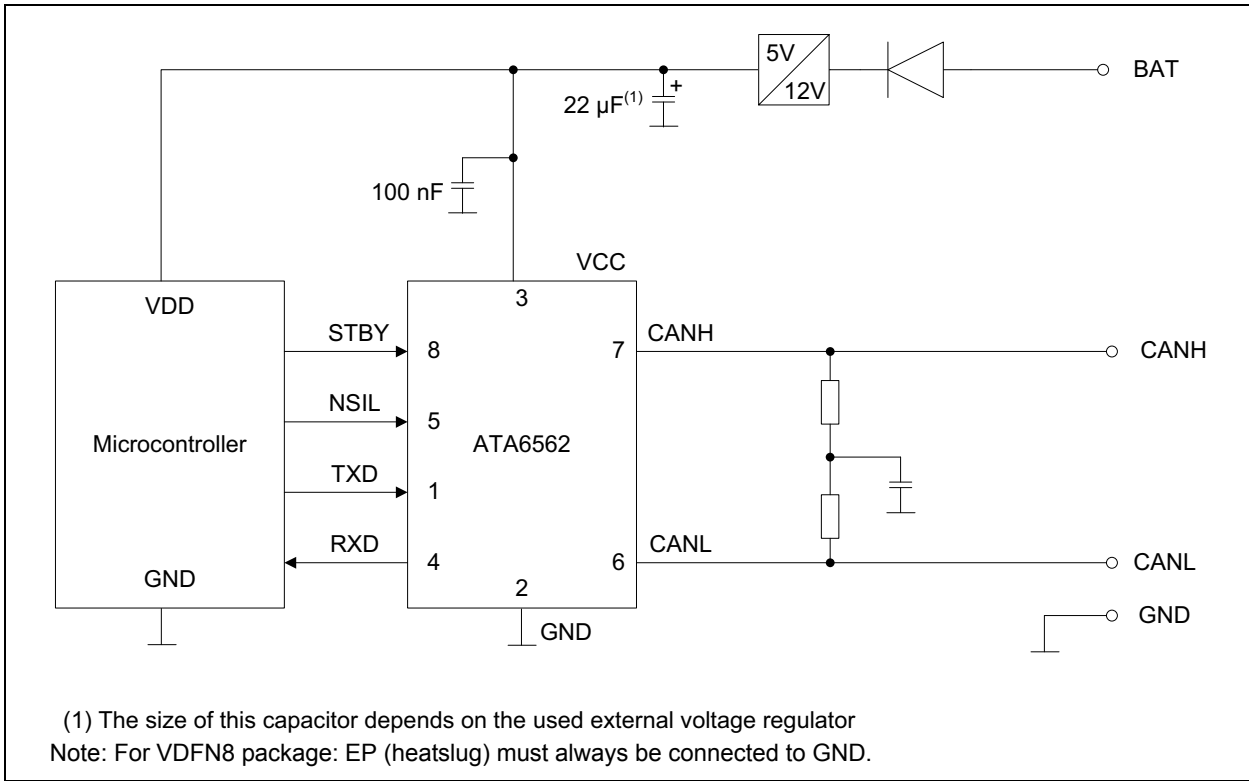 5V
12V
BAT
22 µF(1)
+
100 nF
VCC
VDD
3
STBY
8
7
CANH
CANH
NSIL
5
Microcontroller
ATA6562
TXD
1
RXD
4
6
CANL
CANL
GND
2
GND
GND
(1) The size of this capacitor depends on the used external voltage regulator
Note: For VDFN8 package: EP (heatslug) must always be connected to GND.